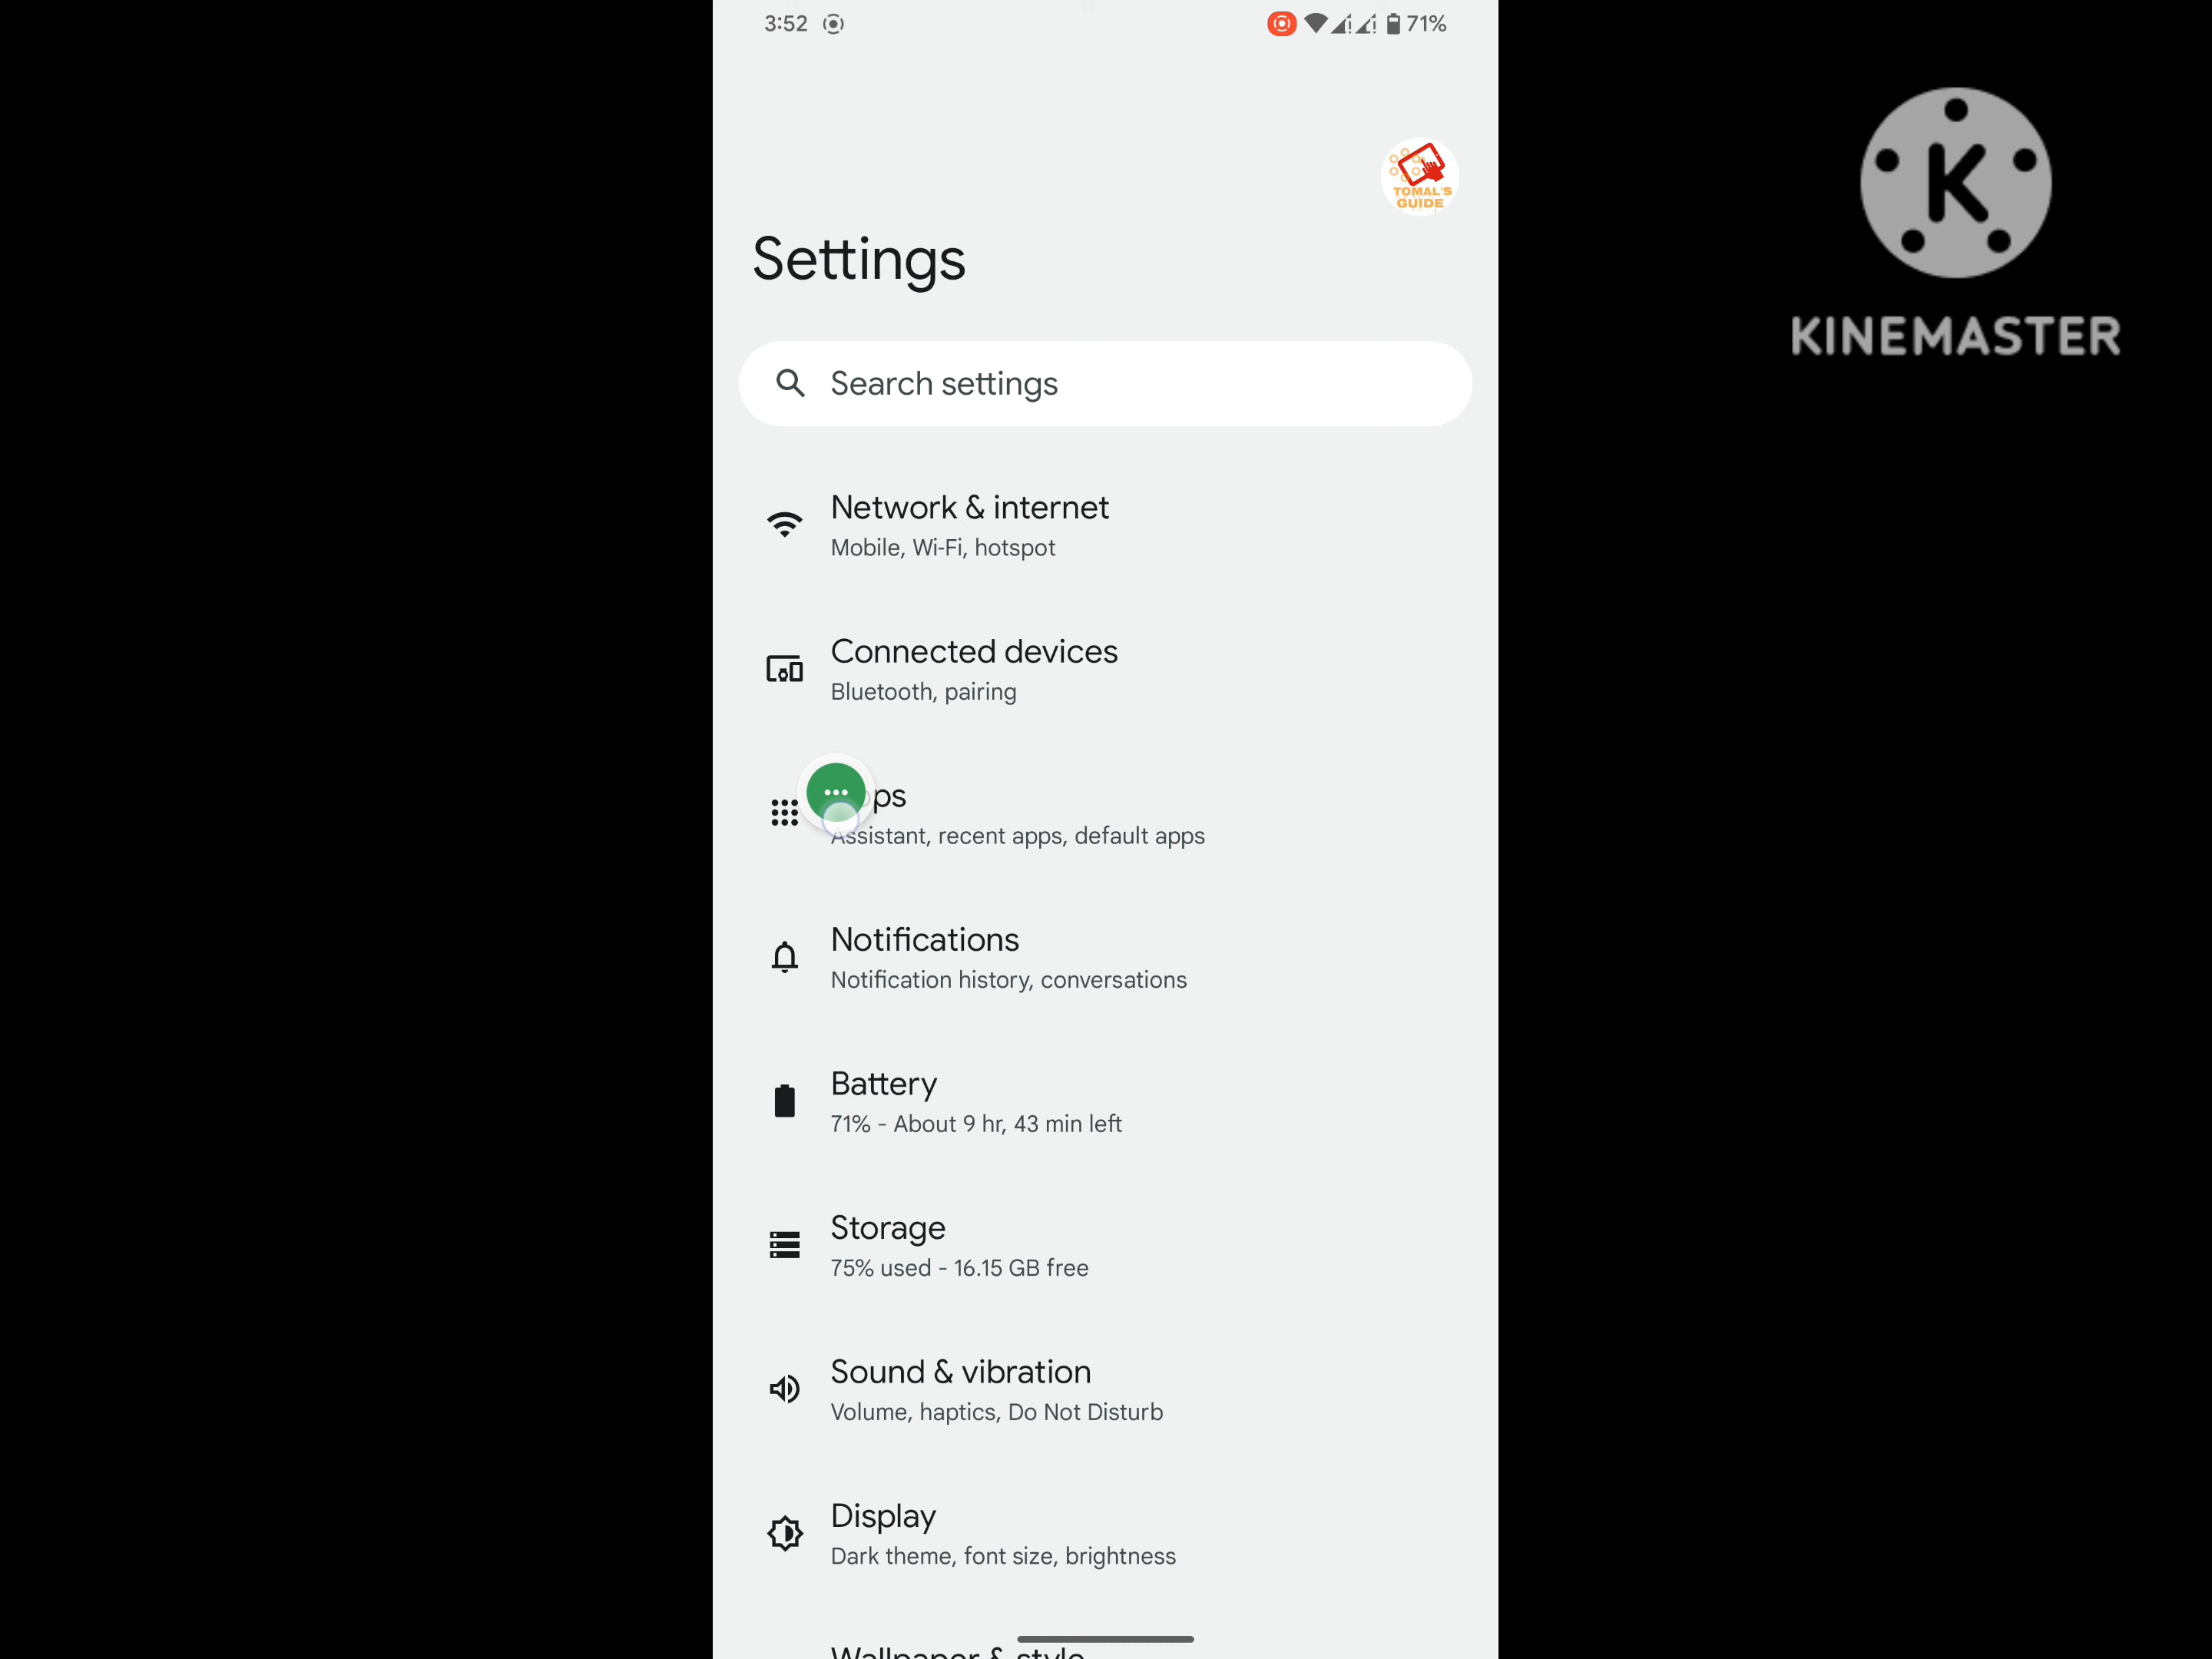 3:52
71%
TOMAL'S
GUIDE
KINEMASTER
Settings
Search settings
Network & internet
Mobile, Wi-Fi, hotspot
Connected devices
Bluetooth, pairing
ps
Assistant, recent apps, default apps
Notifications
Notification history, conversations
Battery
71% - About 9 hr, 43 min left
Storage
75% used - 16.15 GB free
Sound & vibration
Volume, haptics, Do Not Disturb
Display
Dark theme, font size, brightness
Wallpaper & style